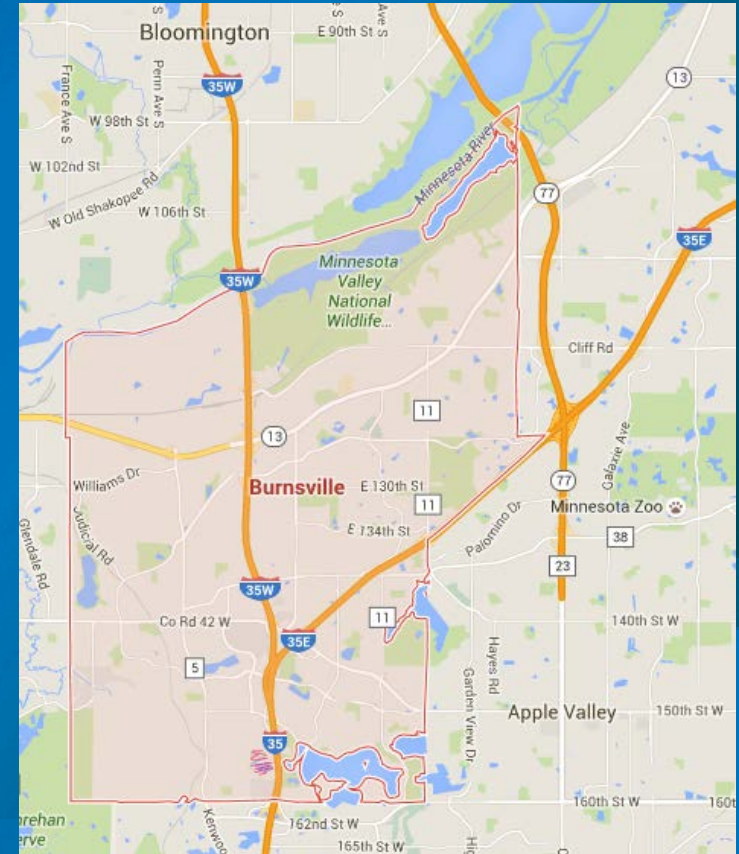 Bloomington
E 90th St
S
Ave S
35W
13
France Ave S
Penn Ave S
W 98th St
W 102nd St
Minnesota River
W Old Shakopee Rd
W 106th St
77
35E
35W
Minnesota
Valley
National
Wildlife...
Cliff Rd
11
13
Galaxie Ave
Williams Dr
Burnsville
E 130th St
77
11
Minnesota Zoo
Judicial Rd
E 134th St
Palomino Dr
38
Glendale Rd
23
35W
Co Rd 42 W
11
140th St W
35E
5
Hayes Rd
Garden View Dr
Apple Valley
150th St W
35
160th St W
160t
162nd St W
165th St W